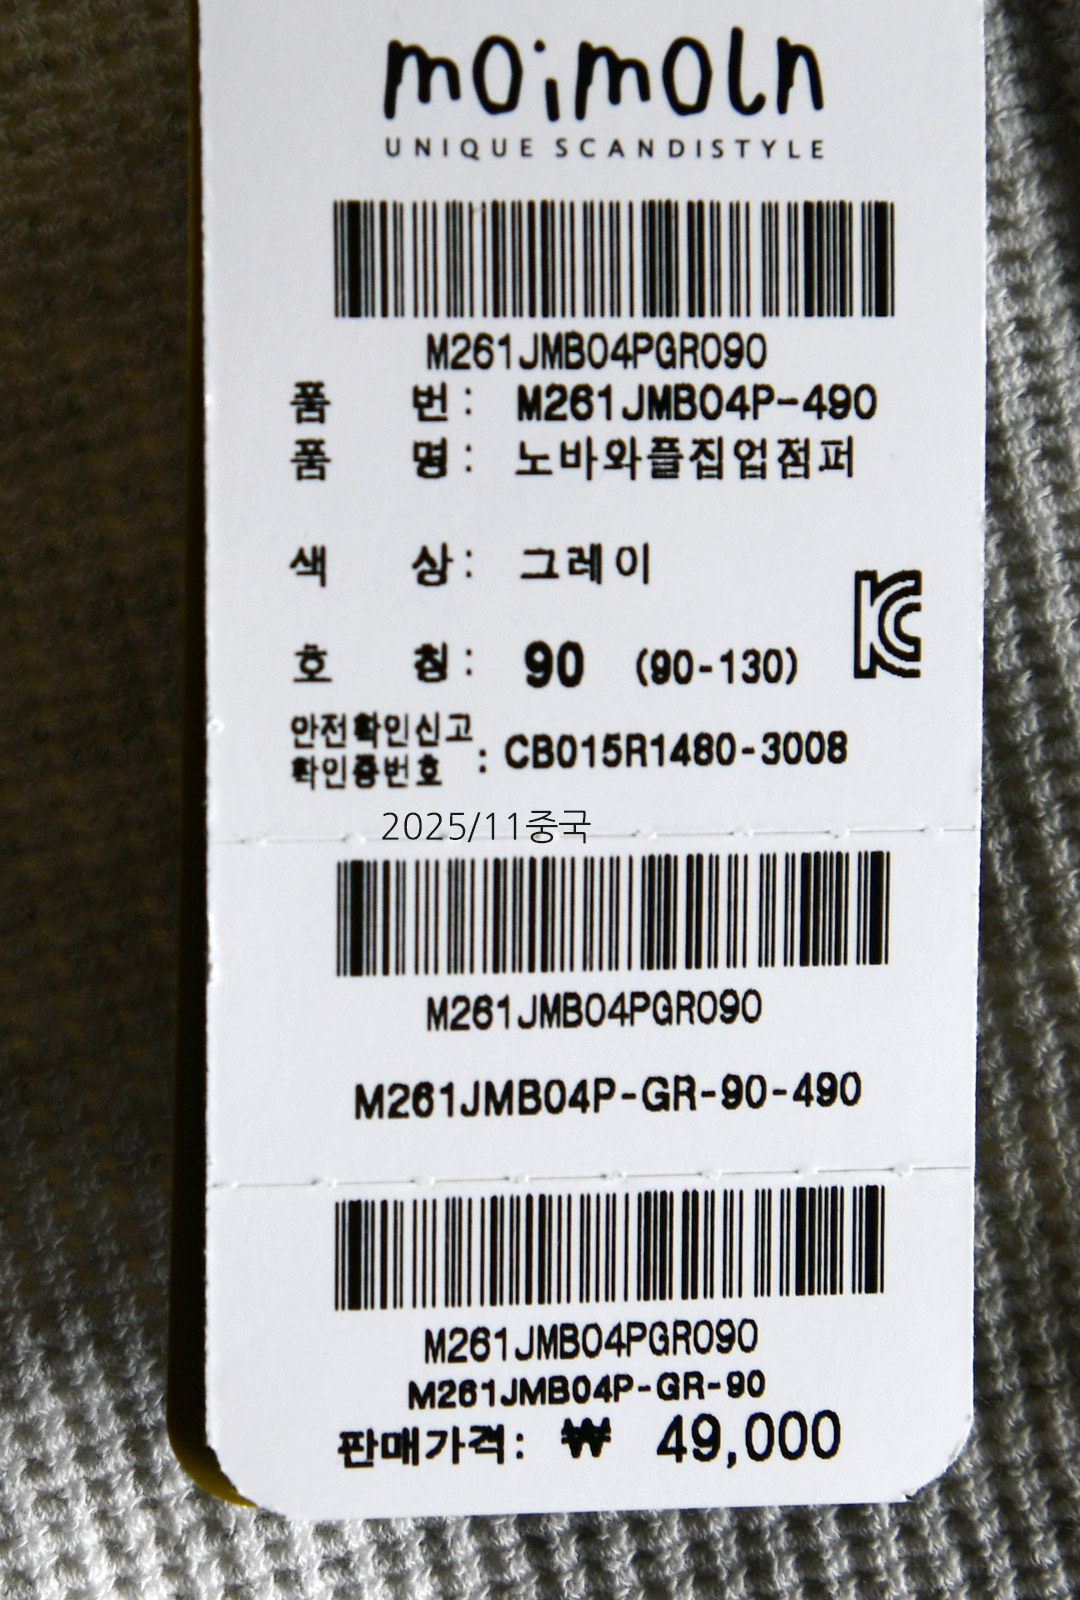 moimoln
UNIQUE SCANDISTYLE
M261JMB04PGR090
품 번 : M261JMB04P-490
품 명 : 노바와플집업점퍼
색 상 : 그레이
호 칭 : 90 (90-130)
안전확인신고
확인증번호 : CB015R1480-3008
2025/11중국
M261JMB04PGR090
M261JMB04P-GR-90-490
M261JMB04PGR090
M261JMB04P-GR-90
판매가격: ₩ 49,000